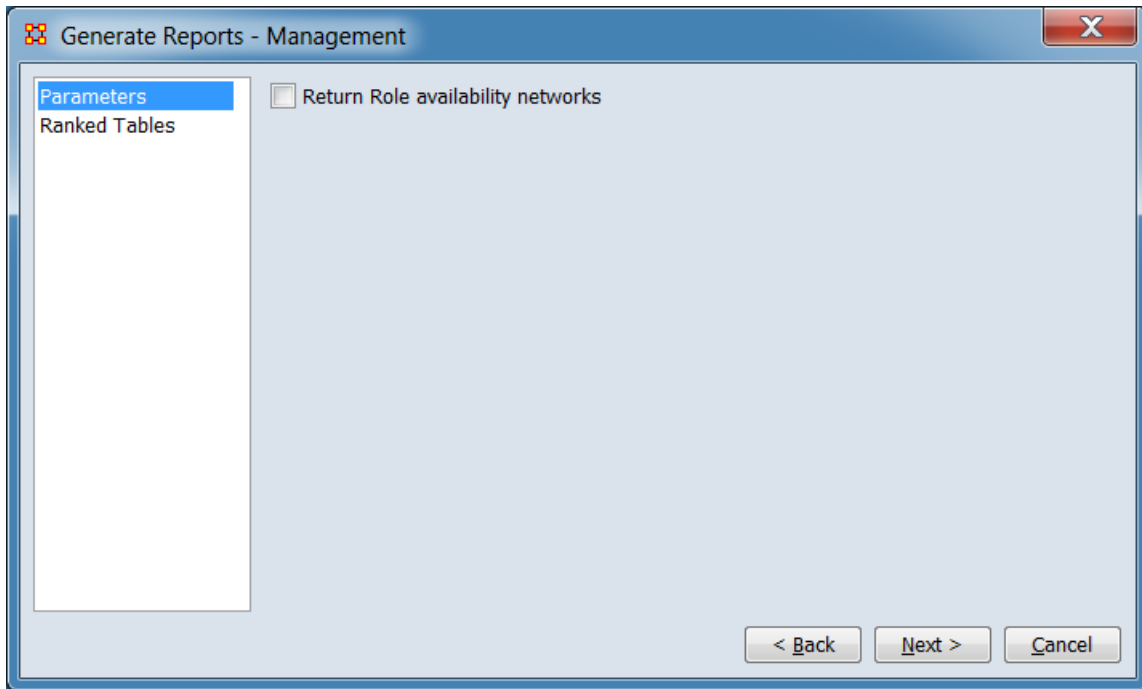 Generate Reports - Management
Parameters
Ranked Tables
Return Role availability networks
< Back
Next >
Cancel